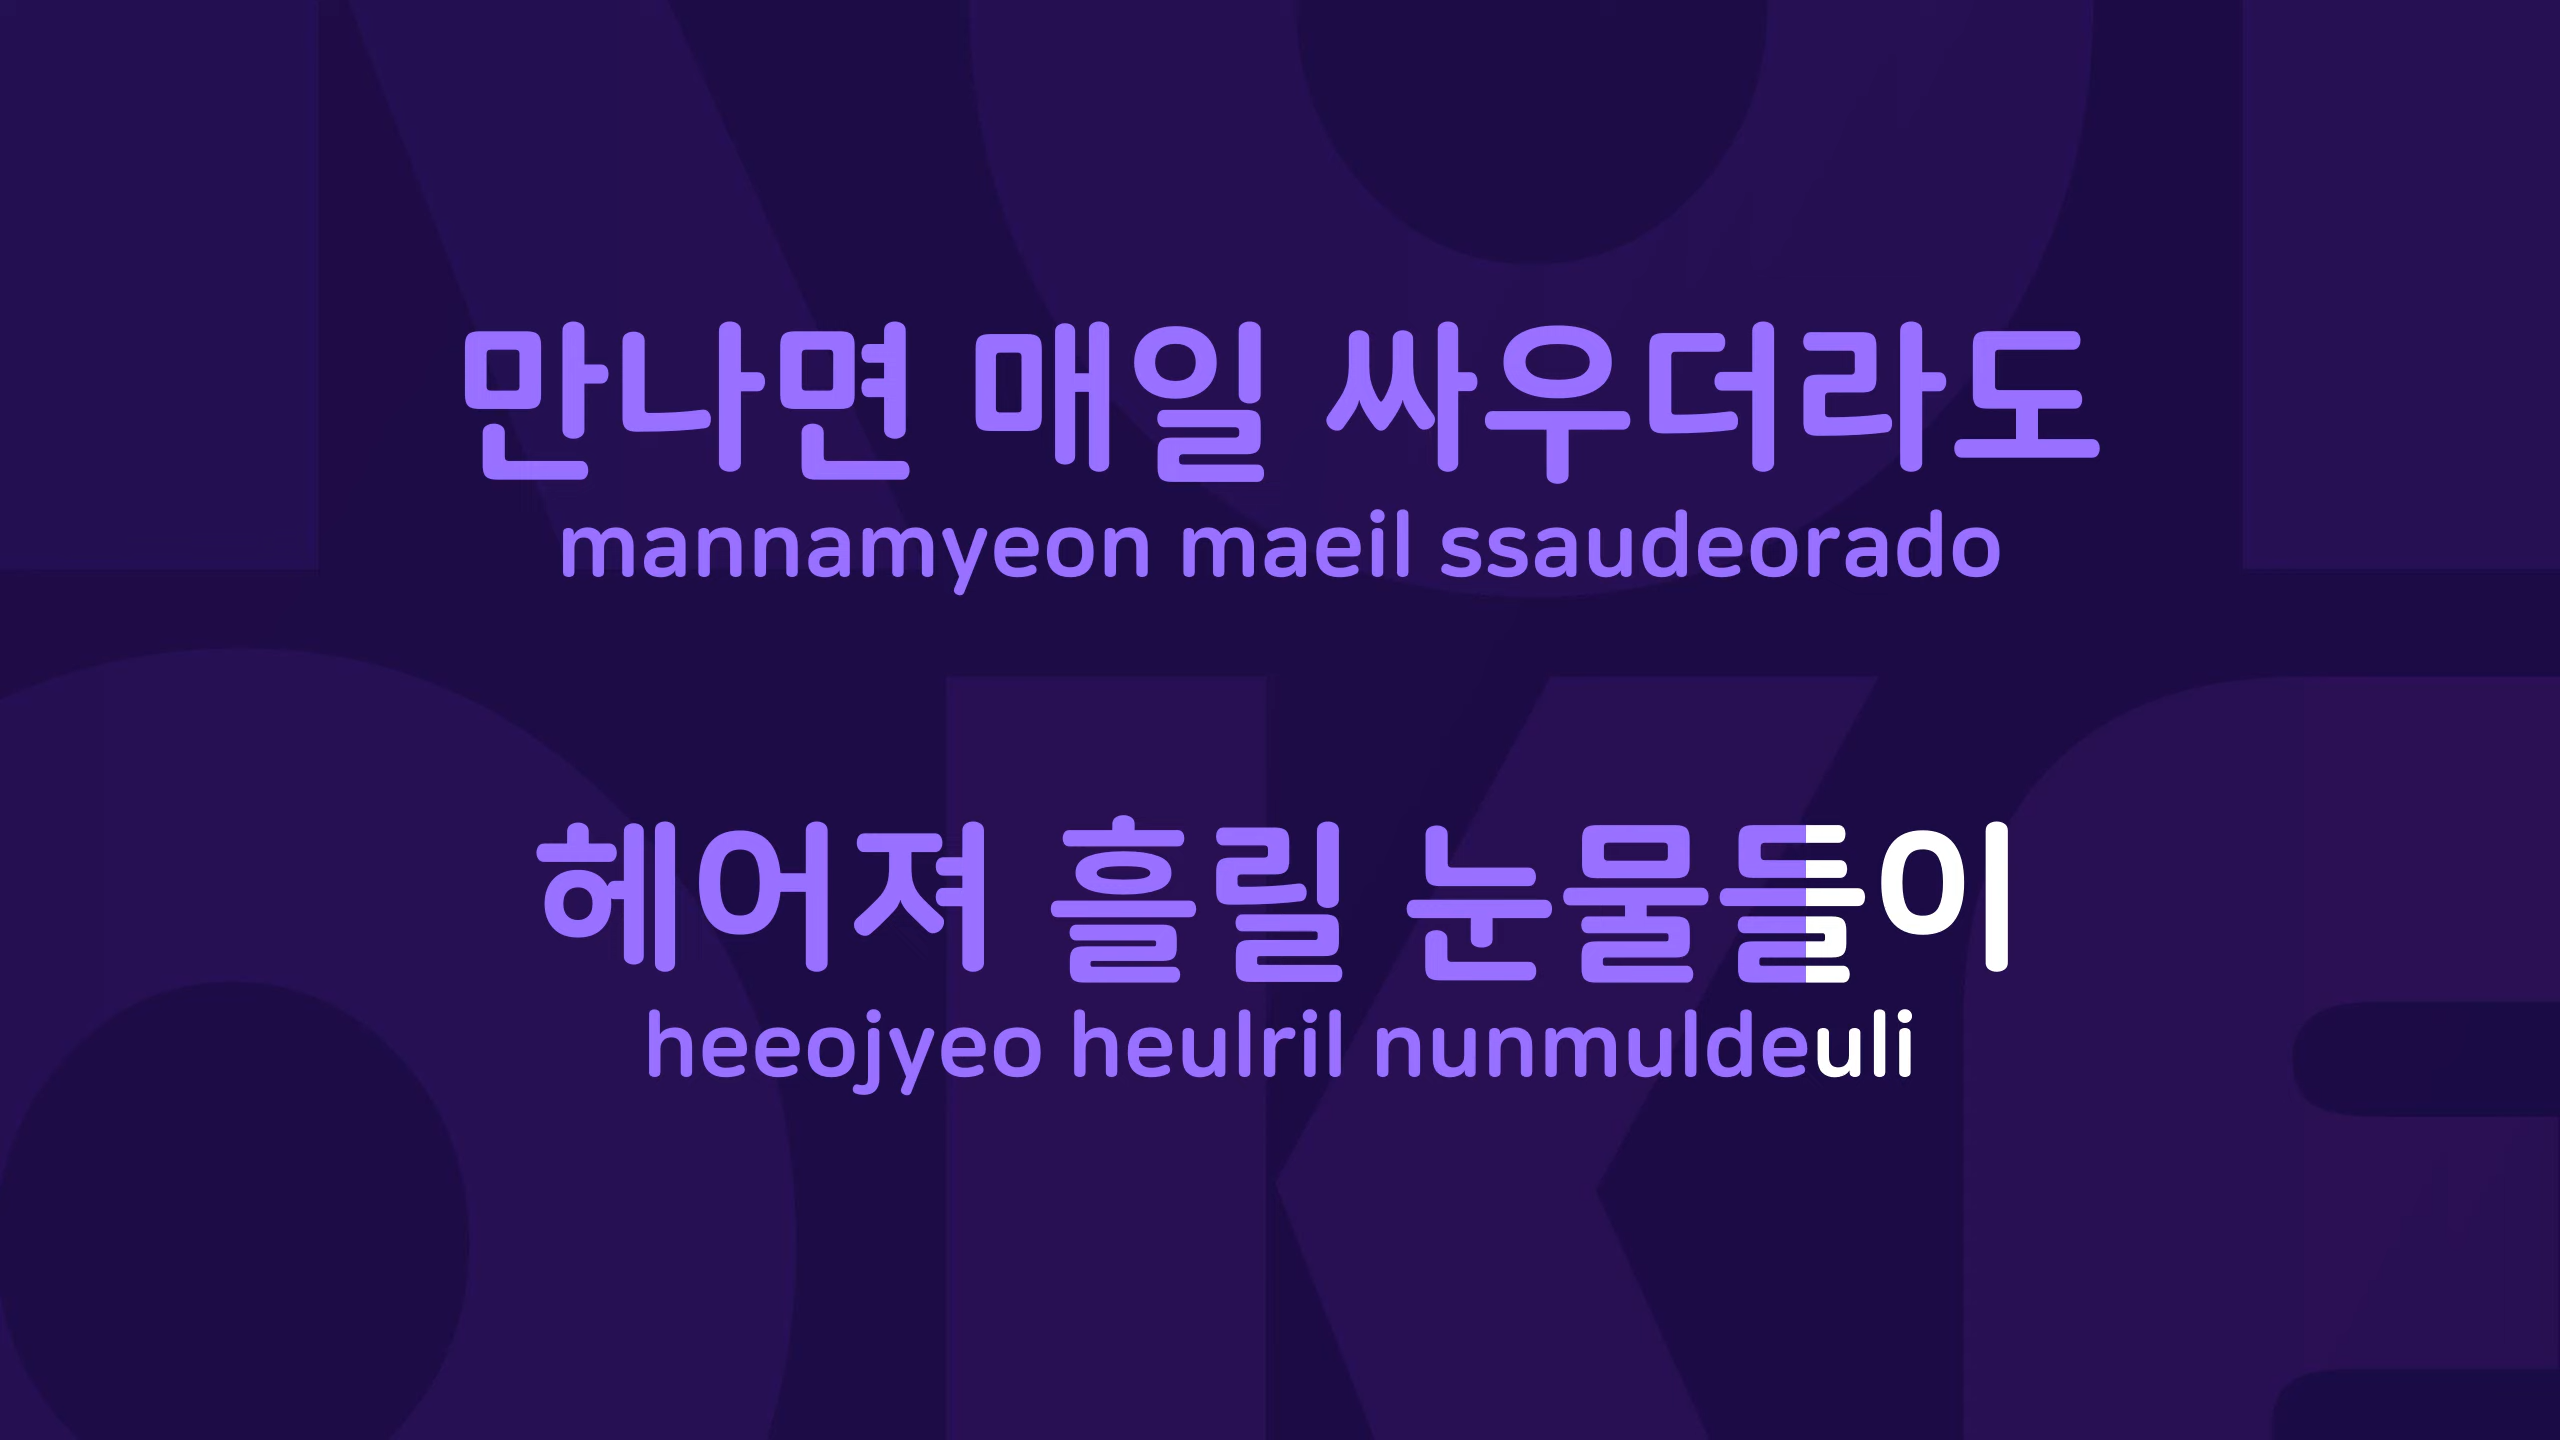 만나면 매일 싸우더라도
mannamyeon maeil ssaudeorado
헤어져 흘릴 눈물들이
heeojyeo heulril nunmuldeuli